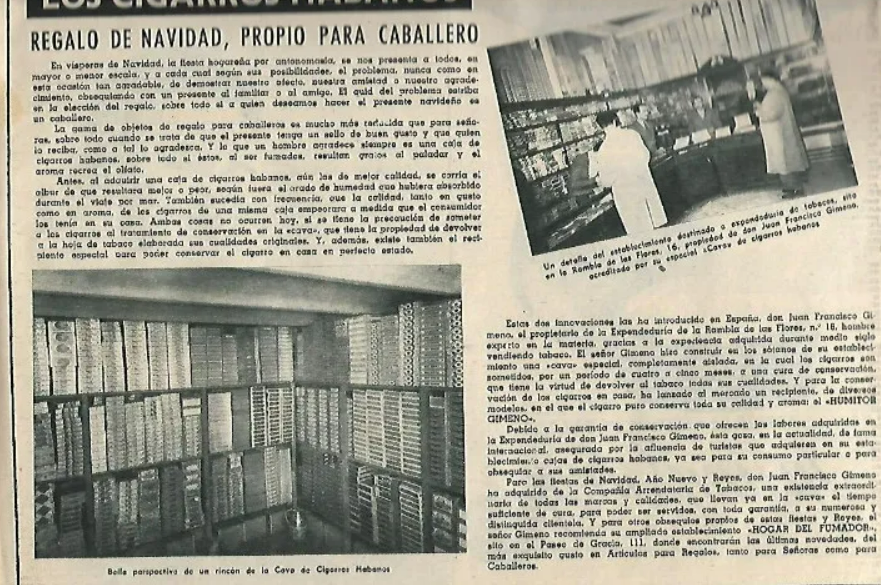 LOS CIGARROS HABANOS
REGALO DE NAVIDAD, PROPIO PARA CABALLERO
En vísperas de Navidad, la fiesta hogareña por antonomasia, se nos presenta a todos, en
mayor o menor escala, y a cada cual según sus posibilidades, el problema, nunca como en
esta ocasión tan agradable, de demostrar nuestro afecto, nuestra amistad o nuestro agrade-
cimiento, obsequiando con un presente al familiar o al amigo. El quid del problema estriba
en la elección del regalo, sobre todo si a quien deseamos hacer el presente navideño es
un caballero.
La gama de objetos de regalo para caballeros es mucho más reducida que para seño-
ras, sobre todo cuando se trata de que el presente tenga un sello de buen gusto y que quien
lo reciba, como a tal lo agradezca. Y lo que un hombre agradece siempre es una caja de
cigarros habanos, sobre todo si éstos, al ser fumados, resultan gratos al paladar y el
aroma recrea el olfato.
Antes, al adquirir una caja de cigarros habanos, aún los de mejor calidad, se corría el
albur de que resultara mejor o peor, según fuera el grado de humedad que hubiera absorbido
durante el viaje por mar. También sucedía con frecuencia, que la calidad, tanto en gusto
como en aroma, de los cigarros de una misma caja empeorara a medida que el consumidor
los tenía en su casa. Ambas cosas no ocurren hoy, si se tiene la precaución de someter
a los cigarros al tratamiento de conservación en la «cava», que tiene la propiedad de devolver
a la hoja de tabaco elaborada sus cualidades originales. Y, además, existe también el reci-
piente especial para poder conservar el cigarro en casa en perfecto estado.
Bella perspectiva de un rincón de la Cava de Cigarros Habanos
Un detalle del establecimiento destinado a expendeduría de tabacos, sito
en la Rambla de las Flores, 16, propiedad de don Juan Francisco Gimeno,
acreditado por su especial «Cava» de cigarros habanos
Estas dos innovaciones las ha introducido en España, don Juan Francisco Gi-
meno, el propietario de la Expendeduría de la Rambla de las Flores, n.º 16, hombre
experto en la materia, gracias a la experiencia adquirida durante medio siglo
vendiendo tabaco. El señor Gimeno hizo construir en los sótanos de su estableci-
miento una «cava» especial, completamente aislada, en la cual los cigarros son
sometidos, por un período de cuatro a cinco meses, a una cura de conservación,
que tiene la virtud de devolver al tabaco todas sus cualidades. Y para la conser-
vación de los cigarros en casa, ha lanzado al mercado un recipiente, de diversos
modelos, en el que el cigarro puro conserva toda su calidad y aroma: el «HUMITOR
GIMENO».
Debido a la garantía de conservación que ofrecen las labores adquiridas en
la Expendeduría de don Juan Francisco Gimeno, ésta goza, en la actualidad, de fama
internacional, asegurada por la afluencia de turistas que adquieren en su esta-
blecimiento cajas de cigarros habanos, ya sea para su consumo particular o para
obsequiar a sus amistades.
Para las fiestas de Navidad, Año Nuevo y Reyes, don Juan Francisco Gimeno
ha adquirido de la Compañía Arrendataria de Tabacos, una existencia extraordi-
naria de todas las marcas y calidades, que llevan ya en la «cava» el tiempo
suficiente de cura, para poder ser servidos, con toda garantía, a su numerosa y
distinguida clientela. Y para otros obsequios propios de estas fiestas y Reyes, el
señor Gimeno recomienda su ampliado establecimiento «HOGAR DEL FUMADOR»,
sito en el Paseo de Gracia, 111, donde encontrarán las últimas novedades, del
más exquisito gusto en Artículos para Regalos, tanto para Señoras como para
Caballeros.